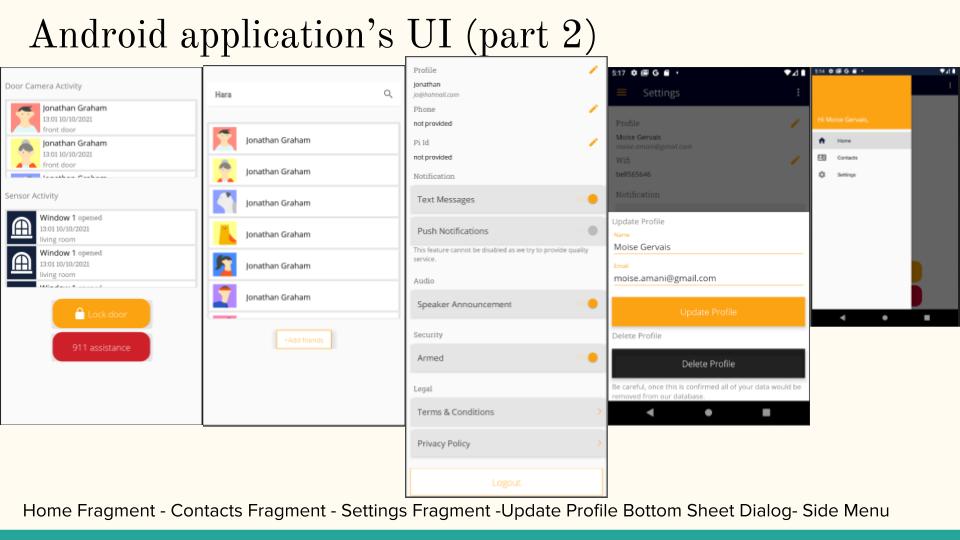 Android application's UI (part 2)
Door Camera Activity
Jonathan Graham
13:01 10/10/2021
front door
Jonathan Graham
13:01 10/10/2021
front door
Jonathan Graham
Sensor Activity
Window 1 opened
13:01 10/10/2021
living room
Window 1 opened
13:01 10/10/2021
living room
Window 1 opened
Lock door
911 assistance
Hara
Jonathan Graham
Jonathan Graham
Jonathan Graham
Jonathan Graham
Jonathan Graham
Jonathan Graham
+Add friends
Profile
Jonathan
jo@hotmail.com
Phone
not provided
Pi Id
not provided
Notification
Text Messages
Push Notifications
This feature cannot be disabled as we try to provide quality
service.
Audio
Speaker Announcement
Security
Armed
Legal
Terms & Conditions
Privacy Policy
Logout
5:17
Settings
Profile
Moise Gervais
moise.amani@gmail.com
Wifi
bell565646
Notification
Update Profile
Name
Moise Gervais
Email
moise.amani@gmail.com
Update Profile
Delete Profile
Delete Profile
Be careful, once this is confirmed all of your data would be
removed from our database.
5:14
Hi Moise Gervais,
Home
Contacts
Settings
Home Fragment - Contacts Fragment - Settings Fragment -Update Profile Bottom Sheet Dialog- Side Menu